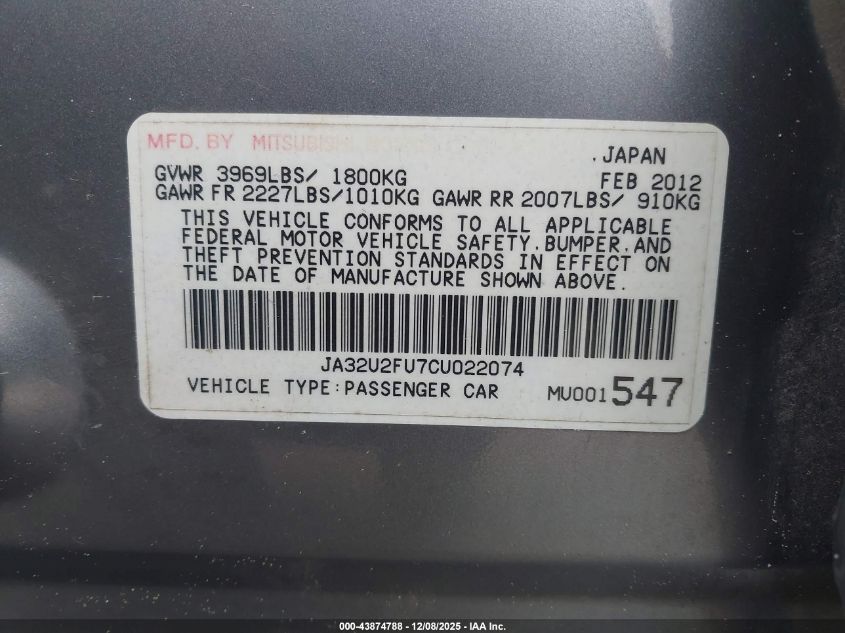 MFD. BY MITSUBISHI
.JAPAN
GVWR 3969LBS/ 1800KG FEB 2012
GAWR FR 2227LBS/1010KG GAWR RR 2007LBS/ 910KG
THIS VEHICLE CONFORMS TO ALL APPLICABLE
FEDERAL MOTOR VEHICLE SAFETY.BUMPER.AND
THEFT PREVENTION STANDARDS IN EFFECT ON
THE DATE OF MANUFACTURE SHOWN ABOVE.
JA32U2FU7CU022074
VEHICLE TYPE:PASSENGER CAR MU001547
000-43874788 - 12/08/2025 - IAA Inc.